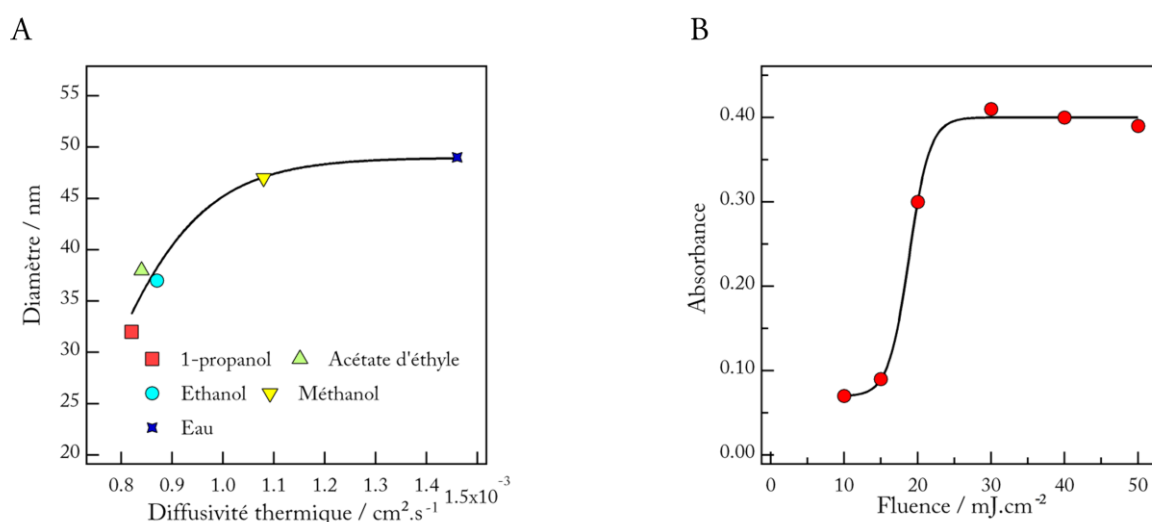 A
55
50
45
40
35
30
25
20
Diamètre / nm
1-propanol
Acétate d'éthyle
Ethanol
Méthanol
Eau
0.8
0.9
1.0
1.1
1.2
1.3
1.4
1.5x10⁻³
Diffusivité thermique / cm².s⁻¹
B
0.40
0.30
0.20
0.10
0.00
Absorbance
0
10
20
30
40
50
Fluence / mJ.cm⁻²